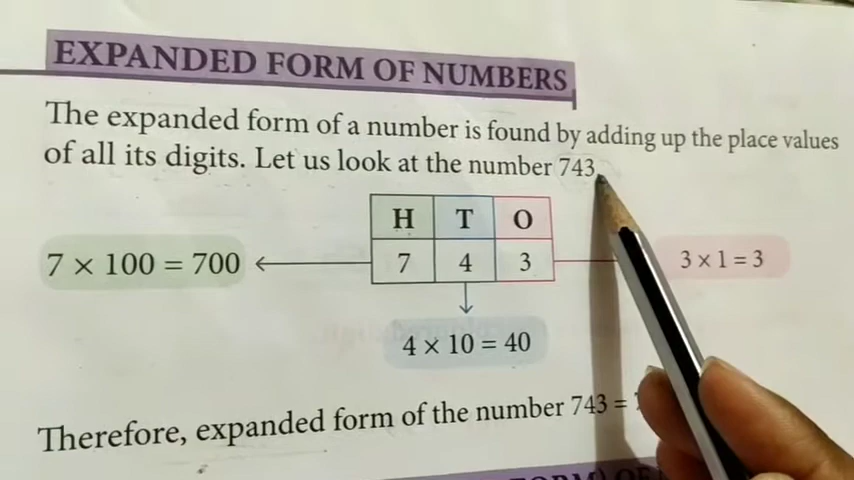 EXPANDED FORM OF NUMBERS
The expanded form of a number is found by adding up the place values
of all its digits. Let us look at the number 743.
H T O
7 × 100 = 700
7 4 3
3 × 1 = 3
4 × 10 = 40
Therefore, expanded form of the number 743 =